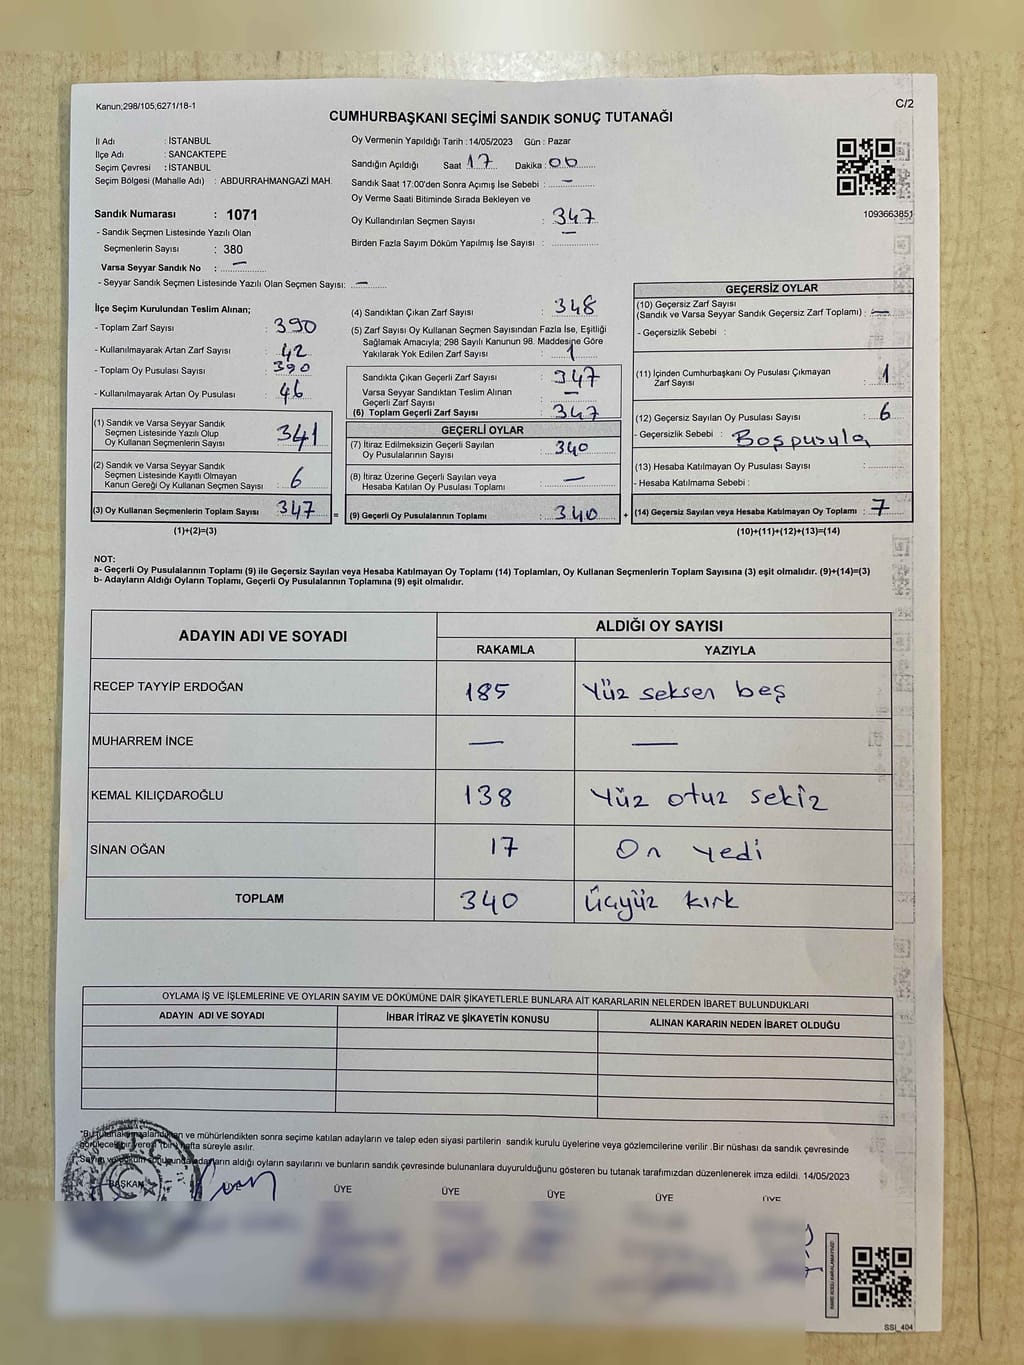 Kanun,298/105,6271/18-1
C/2
CUMHURBAŞKANI SEÇİMİ SANDIK SONUÇ TUTANAĞI
İl Adı : İSTANBUL
İlçe Adı : SANCAKTEPE
Seçim Çevresi : İSTANBUL
Seçim Bölgesi (Mahalle Adı) : ABDURRAHMANGAZİ MAH.
Sandık Numarası : 1071
- Sandık Seçmen Listesinde Yazılı Olan
Seçmenlerin Sayısı : 380
Varsa Seyyar Sandık No : —
- Seyyar Sandık Seçmen Listesinde Yazılı Olan Seçmen Sayısı: —
Oy Vermenin Yapıldığı Tarih :14/05/2023 Gün : Pazar
Sandığın Açıldığı Saat 17 Dakika : 00
Sandık Saat 17:00'den Sonra Açımış İse Sebebi : —
Oy Verme Saati Bitiminde Sırada Bekleyen ve
Oy Kullandırılan Seçmen Sayısı : 347
Birden Fazla Sayım Döküm Yapılmış İse Sayısı : —
1093663851
İlçe Seçim Kurulundan Teslim Alınan;
- Toplam Zarf Sayısı : 390
- Kullanılmayarak Artan Zarf Sayısı : 42
- Toplam Oy Pusulası Sayısı : 390
- Kullanılmayarak Artan Oy Pusulası : 46
(1) Sandık ve Varsa Seyyar Sandık
Seçmen Listesinde Yazılı Olup
Oy Kullanan Seçmenlerin Sayısı : 341
(2) Sandık ve Varsa Seyyar Sandık
Seçmen Listesinde Kayıtlı Olmayan
Kanun Gereği Oy Kullanan Seçmen Sayısı : 6
(3) Oy Kullanan Seçmenlerin Toplam Sayısı : 347
(1)+(2)=(3)
(4) Sandıktan Çıkan Zarf Sayısı : 348
(5) Zarf Sayısı Oy Kullanan Seçmen Sayısından Fazla İse, Eşitliği
Sağlamak Amacıyla; 298 Sayılı Kanunun 98. Maddesine Göre
Yakılarak Yok Edilen Zarf Sayısı : 1
Sandıkta Çıkan Geçerli Zarf Sayısı : 347
Varsa Seyyar Sandıktan Teslim Alınan
Geçerli Zarf Sayısı : —
(6) Toplam Geçerli Zarf Sayısı : 347
GEÇERLİ OYLAR
(7) İtiraz Edilmeksizin Geçerli Sayılan
Oy Pusulalarının Sayısı : 340
(8) İtiraz Üzerine Geçerli Sayılan veya
Hesaba Katılan Oy Pusulası Toplamı : —
= (9) Geçerli Oy Pusulalarının Toplamı : 340 +
GEÇERSİZ OYLAR
(10) Geçersiz Zarf Sayısı
(Sandık ve Varsa Seyyar Sandık Geçersiz Zarf Toplamı) : —
- Geçersizlik Sebebi :
(11) İçinden Cumhurbaşkanı Oy Pusulası Çıkmayan
Zarf Sayısı : 1
(12) Geçersiz Sayılan Oy Pusulası Sayısı : 6
- Geçersizlik Sebebi : Boşpusula
(13) Hesaba Katılmayan Oy Pusulası Sayısı :
- Hesaba Katılmama Sebebi :
(14) Geçersiz Sayılan veya Hesaba Katılmayan Oy Toplamı : 7
(10)+(11)+(12)+(13)=(14)
NOT:
a- Geçerli Oy Pusulalarının Toplamı (9) ile Geçersiz Sayılan veya Hesaba Katılmayan Oy Toplamı (14) Toplamları, Oy Kullanan Seçmenlerin Toplam Sayısına (3) eşit olmalıdır. (9)+(14)=(3)
b- Adayların Aldığı Oyların Toplamı, Geçerli Oy Pusulalarının Toplamına (9) eşit olmalıdır.
ADAYIN ADI VE SOYADI
ALDIĞI OY SAYISI
RAKAMLA YAZIYLA
RECEP TAYYİP ERDOĞAN 185 Yüz seksen beş
MUHARREM İNCE — —
KEMAL KILIÇDAROĞLU 138 Yüz otuz sekiz
SİNAN OĞAN 17 On yedi
TOPLAM 340 Üçyüz kırk
OYLAMA İŞ VE İŞLEMLERİNE VE OYLARIN SAYIM VE DÖKÜMÜNE DAİR ŞİKAYETLERLE BUNLARA AİT KARARLARIN NELERDEN İBARET BULUNDUKLARI
ADAYIN ADI VE SOYADI İHBAR İTİRAZ VE ŞİKAYETİN KONUSU ALINAN KARARIN NEDEN İBARET OLDUĞU
ve mühürlendikten sonra seçime katılan adayların ve talep eden siyasi partilerin sandık kurulu üyelerine veya gözlemcilerine verilir .Bir nüshası da sandık çevresinde
hafta süreyle asılır.
adayların aldığı oyların sayılarını ve bunların sandık çevresinde bulunanlara duyurulduğunu gösteren bu tutanak tarafımızdan düzenlenerek imza edildi. 14/05/2023
BAŞKAN ÜYE ÜYE ÜYE ÜYE ÜYE ÜYE
SSİ_404